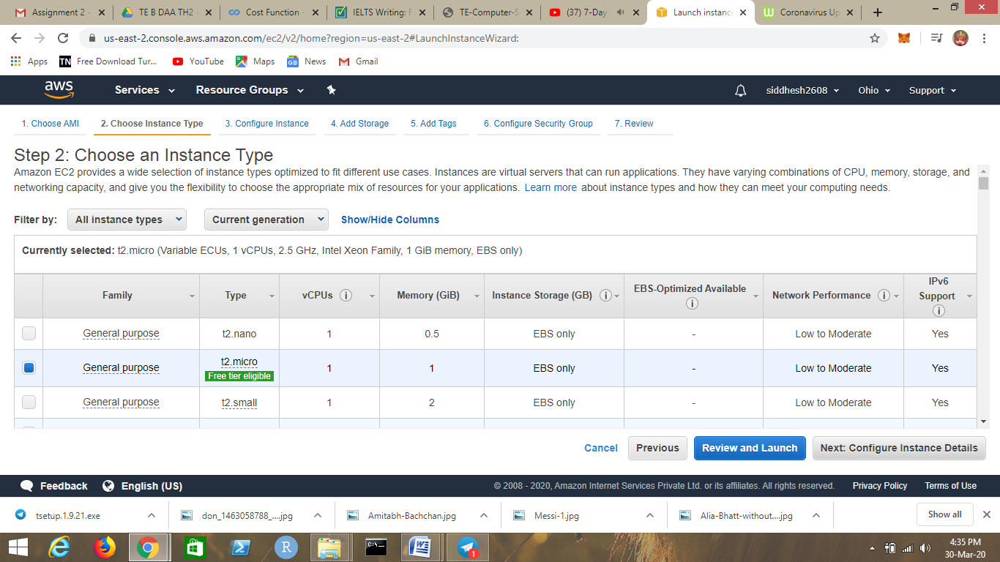 Assignment 2 -
TE B DAA TH2 -
Cost Function -
IELTS Writing: F
TE-Computer-S
(37) 7-Day
Launch instance
Coronavirus Up
us-east-2.console.aws.amazon.com/ec2/v2/home?region=us-east-2#LaunchInstanceWizard:
Apps
TN
Free Download Tur...
YouTube
Maps
News
Gmail
aws
Services
Resource Groups
siddhesh2608
Ohio
Support
1. Choose AMI
2. Choose Instance Type
3. Configure Instance
4. Add Storage
5. Add Tags
6. Configure Security Group
7. Review
Step 2: Choose an Instance Type
Amazon EC2 provides a wide selection of instance types optimized to fit different use cases. Instances are virtual servers that can run applications. They have varying combinations of CPU, memory, storage, and
networking capacity, and give you the flexibility to choose the appropriate mix of resources for your applications. Learn more about instance types and how they can meet your computing needs.
Filter by: All instance types Current generation Show/Hide Columns
Currently selected: t2.micro (Variable ECUs, 1 vCPUs, 2.5 GHz, Intel Xeon Family, 1 GiB memory, EBS only)
Family Type vCPUs Memory (GiB) Instance Storage (GB) EBS-Optimized Available Network Performance IPv6 Support
General purpose t2.nano 1 0.5 EBS only - Low to Moderate Yes
General purpose t2.micro Free tier eligible 1 1 EBS only - Low to Moderate Yes
General purpose t2.small 1 2 EBS only - Low to Moderate Yes
Cancel Previous Review and Launch Next: Configure Instance Details
Feedback English (US) © 2008 - 2020, Amazon Internet Services Private Ltd. or its affiliates. All rights reserved. Privacy Policy Terms of Use
tsetup.1.9.21.exe
don_1463058788_....jpg
Amitabh-Bachchan.jpg
Messi-1.jpg
Alia-Bhatt-without....jpg
Show all
4:35 PM
30-Mar-20